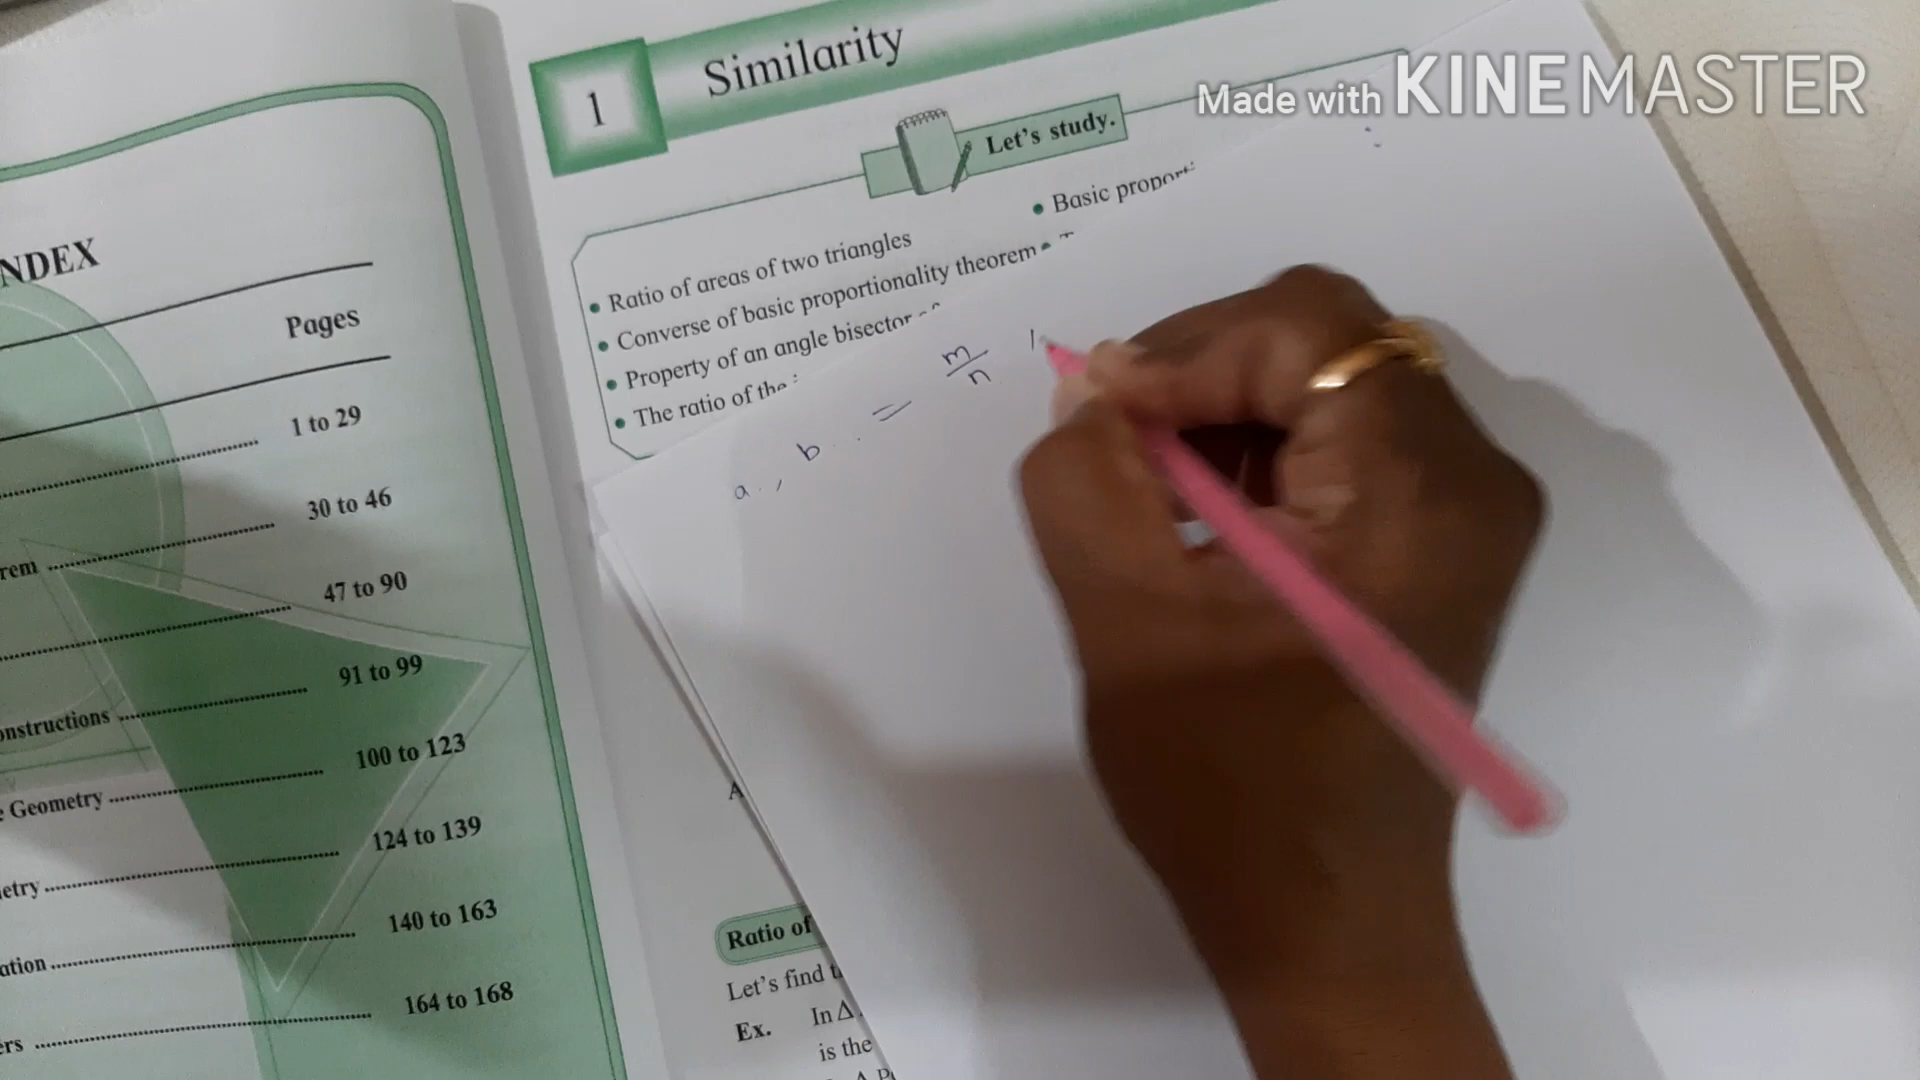 NDEX
Pages
1 to 29
30 to 46
rem
47 to 90
91 to 99
onstructions
100 to 123
e Geometry
124 to 139
etry
140 to 163
ation
164 to 168
ers
1 Similarity
Made with KINEMASTER
Let's study.
• Ratio of areas of two triangles • Basic proport
• Converse of basic proportionality theorem •
• Property of an angle bisector
• The ratio of the
a , b = m/n
A
Ratio of
Let's find t
Ex. In Δ
is the